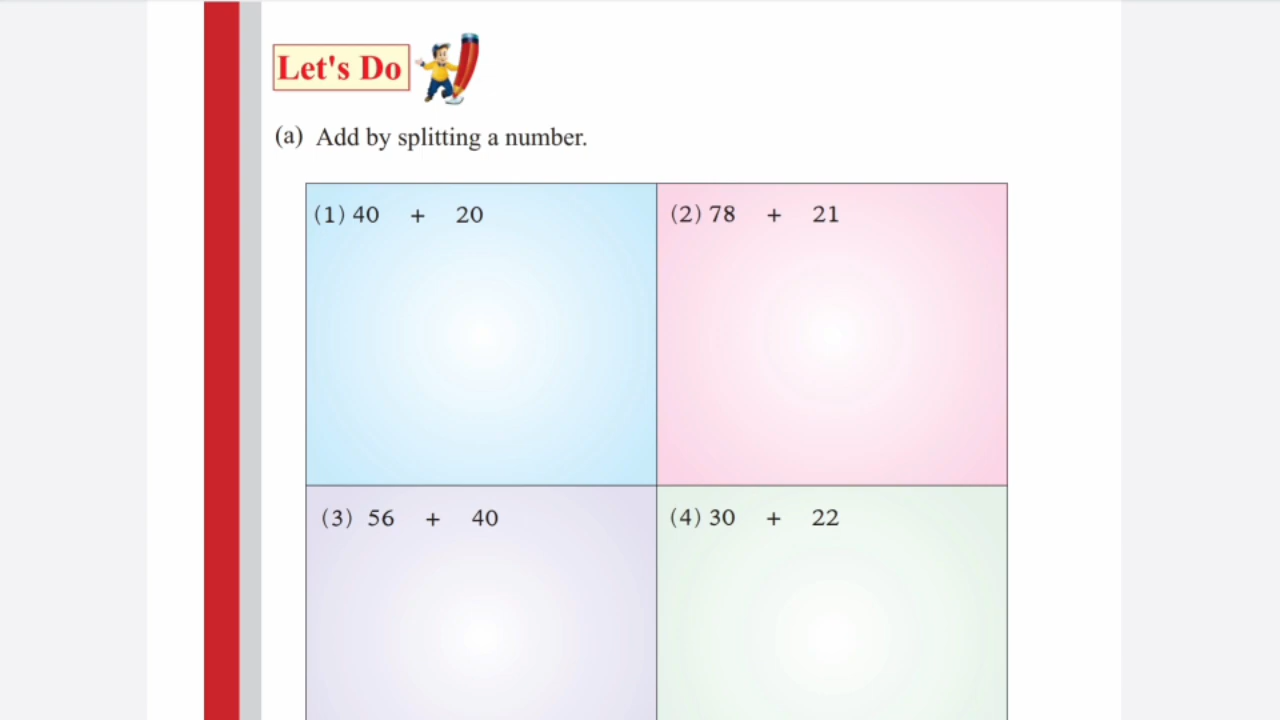 Let's Do
(a) Add by splitting a number.
(1) 40 + 20
(2) 78 + 21
(3) 56 + 40
(4) 30 + 22